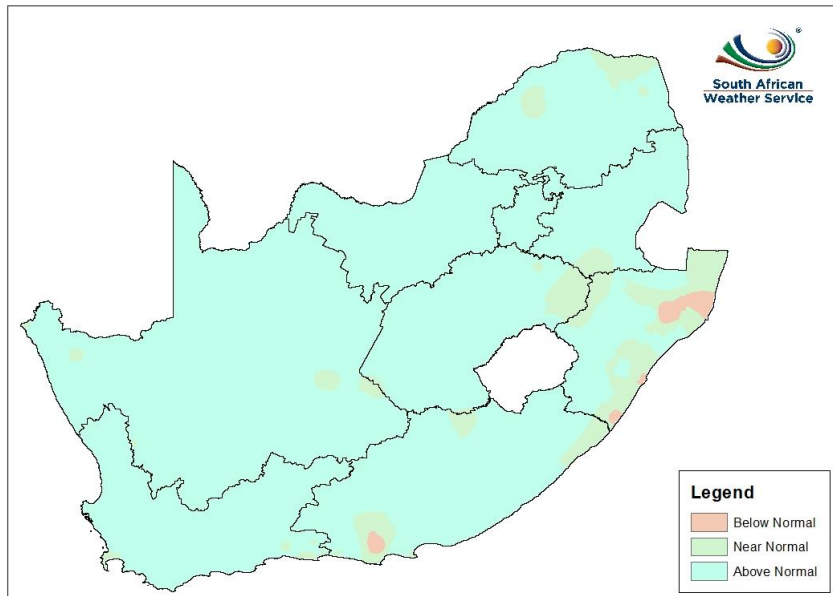 ®
South African
Weather Service
Legend
Below Normal
Near Normal
Above Normal